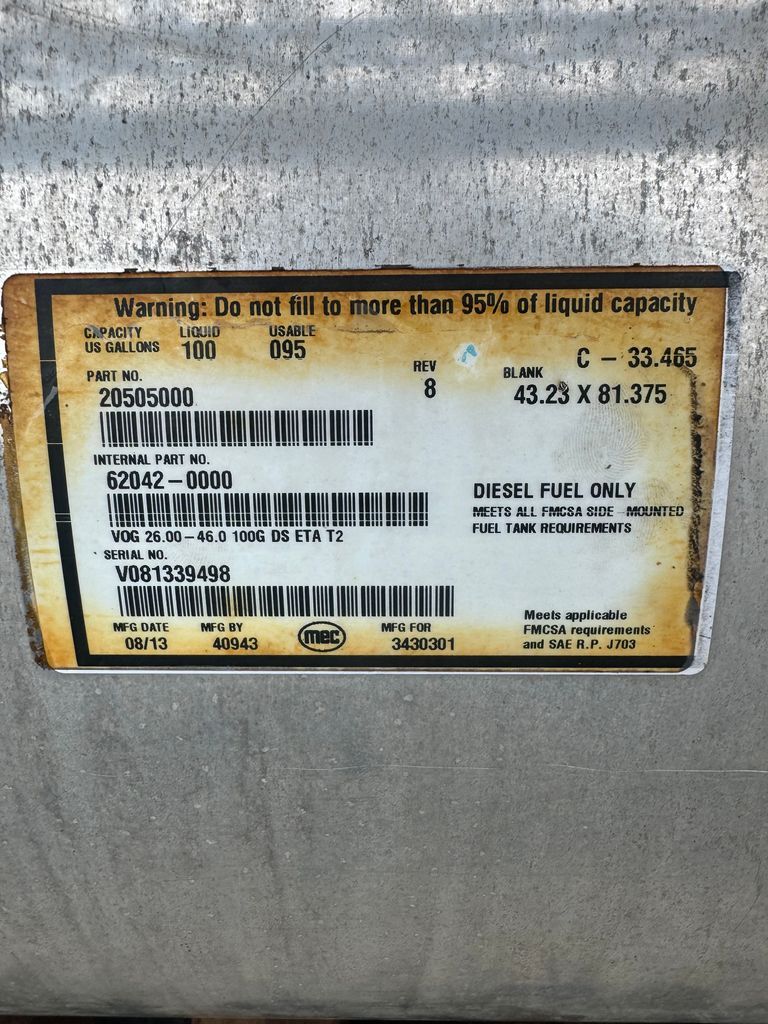 Warning: Do not fill to more than 95% of liquid capacity
CAPACITY LIQUID USABLE
US GALLONS 100 095
C - 33.465
PART NO. REV BLANK
20505000 8 43.23 X 81.375
INTERNAL PART NO.
62042-0000
DIESEL FUEL ONLY
MEETS ALL FMCSA SIDE MOUNTED
FUEL TANK REQUIREMENTS
VOG 26.00-46.0 100G DS ETA T2
SERIAL NO.
V081339498
MFG DATE MFG BY MFG FOR
08/13 40943 mec 3430301
Meets applicable
FMCSA requirements
and SAE R.P. J703